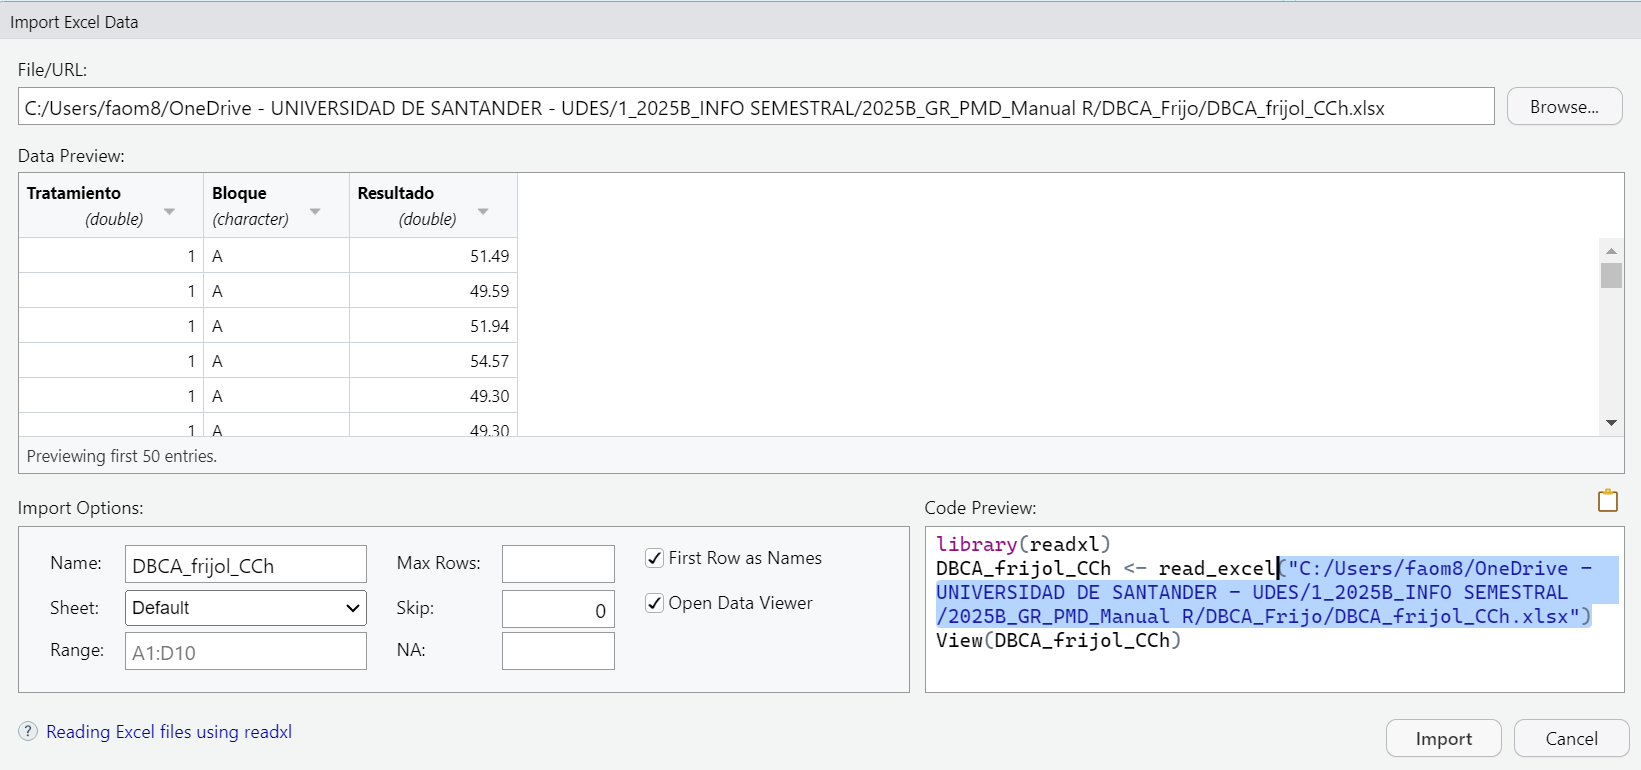 Import Excel Data
File/URL:
C:/Users/faom8/OneDrive - UNIVERSIDAD DE SANTANDER - UDES/1_2025B_INFO SEMESTRAL/2025B_GR_PMD_Manual R/DBCA_Frijo/DBCA_frijol_CCh.xlsx
Browse...
Data Preview:
Tratamiento Bloque Resultado
(double) (character) (double)
1 A 51.49
1 A 49.59
1 A 51.94
1 A 54.57
1 A 49.30
1 A 49.30
Previewing first 50 entries.
Import Options:
Name: DBCA_frijol_CCh Max Rows: First Row as Names
Sheet: Default Skip: 0 Open Data Viewer
Range: A1:D10 NA:
Code Preview:
library(readxl)
DBCA_frijol_CCh <- read_excel("C:/Users/faom8/OneDrive -
UNIVERSIDAD DE SANTANDER - UDES/1_2025B_INFO SEMESTRAL
/2025B_GR_PMD_Manual R/DBCA_Frijo/DBCA_frijol_CCh.xlsx")
View(DBCA_frijol_CCh)
? Reading Excel files using readxl
Import Cancel